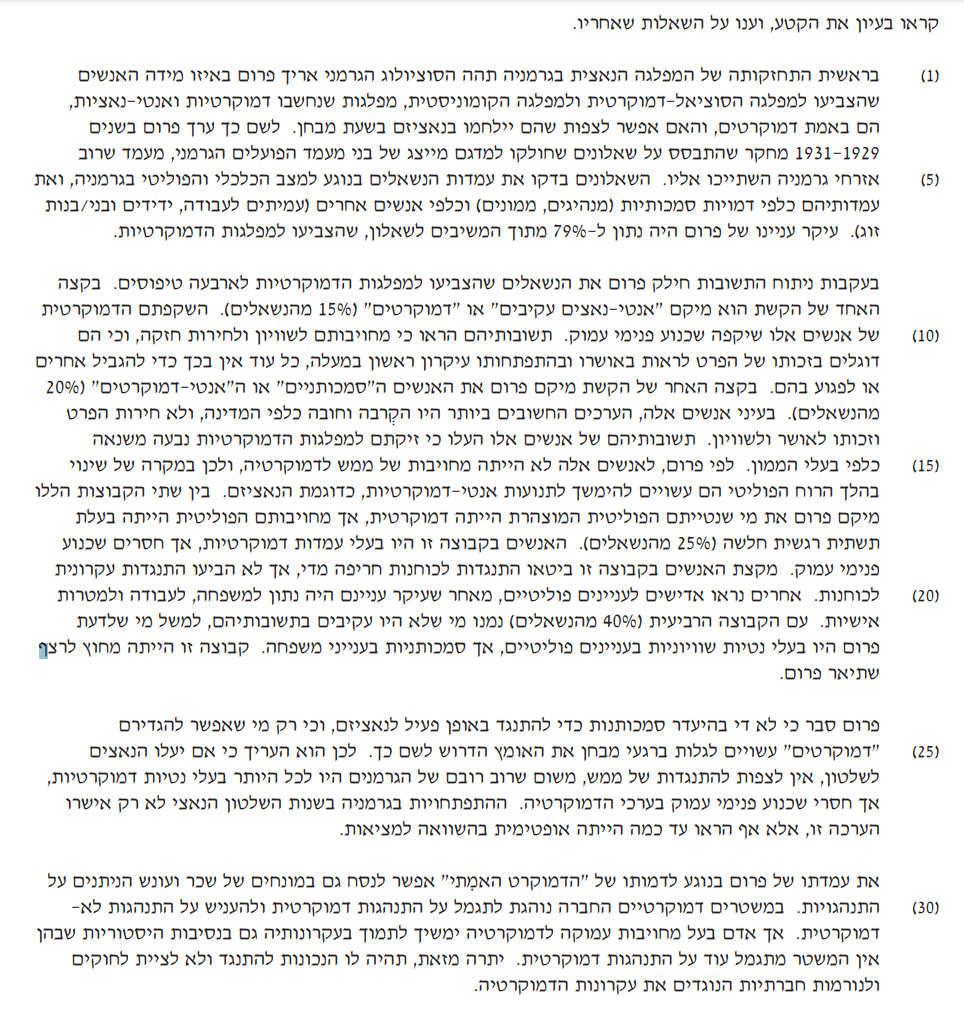 קראו בעיון את הקטע, וענו על השאלות שאחריו.
(1) בראשית התחזקותה של המפלגה הנאצית בגרמניה תהה הסוציולוג הגרמני אריך פרום באיזו מידה האנשים
שהצביעו למפלגה הסוציאל-דמוקרטית ולמפלגה הקומוניסטית, מפלגות שנחשבו דמוקרטיות ואנטי-נאציות,
הם באמת דמוקרטים, והאם אפשר לצפות שהם יילחמו בנאציזם בשעת מבחן. לשם כך ערך פרום בשנים
1931-1929 מחקר שהתבסס על שאלונים שחולקו למדגם מייצג של בני מעמד הפועלים הגרמני, מעמד שרוב
(5) אזרחי גרמניה השתייכו אליו. השאלונים בדקו את עמדות הנשאלים בנוגע למצב הכלכלי והפוליטי בגרמניה, ואת
עמדותיהם כלפי דמויות סמכותיות (מנהיגים, ממונים) וכלפי אנשים אחרים (עמיתים לעבודה, ידידים ובני/בנות
זוג). עיקר עניינו של פרום היה נתון ל-79% מתוך המשיבים לשאלון, שהצביעו למפלגות הדמוקרטיות.
בעקבות ניתוח התשובות חילק פרום את הנשאלים שהצביעו למפלגות הדמוקרטיות לארבעה טיפוסים. בקצה
האחד של הקשת הוא מיקם "אנטי-נאצים עקיבים" או "דמוקרטים" (15% מהנשאלים). השקפתם הדמוקרטית
(10) של אנשים אלו שיקפה שכנוע פנימי עמוק. תשובותיהם הראו כי מחויבותם לשוויון ולחירות חזקה, וכי הם
דוגלים בזכותו של הפרט לראות באושרו ובהתפתחותו עיקרון ראשון במעלה, כל עוד אין בכך כדי להגביל אחרים
או לפגוע בהם. בקצה האחר של הקשת מיקם פרום את האנשים ה"סמכותניים" או ה"אנטי-דמוקרטים" (20%
מהנשאלים). בעיני אנשים אלה, הערכים החשובים ביותר היו הקִרבה וחובה כלפי המדינה, ולא חירות הפרט
וזכותו לאושר ולשוויון. תשובותיהם של אנשים אלו העלו כי זיקתם למפלגות הדמוקרטיות נבעה משנאה
(15) כלפי בעלי הממון. לפי פרום, לאנשים אלה לא הייתה מחויבות של ממש לדמוקרטיה, ולכן במקרה של שינוי
בהלך הרוח הפוליטי הם עשויים להימשך לתנועות אנטי-דמוקרטיות, כדוגמת הנאציזם. בין שתי הקבוצות הללו
מיקם פרום את מי שנטייתם הפוליטית המוצהרת הייתה דמוקרטית, אך מחויבותם הפוליטית הייתה בעלת
תשתית רגשית חלשה (25% מהנשאלים). האנשים בקבוצה זו היו בעלי עמדות דמוקרטיות, אך חסרים שכנוע
פנימי עמוק. מקצת האנשים בקבוצה זו ביטאו התנגדות לכוחנות חריפה מדי, אך לא הביעו התנגדות עקרונית
(20) לכוחנות. אחרים נראו אדישים לעניינים פוליטיים, מאחר שעיקר עניינם היה נתון למשפחה, לעבודה ולמטרות
אישיות. עם הקבוצה הרביעית (40% מהנשאלים) נמנו מי שלא היו עקיבים בתשובותיהם, למשל מי שלדעת
פרום היו בעלי נטיות שוויוניות בעניינים פוליטיים, אך סמכותניות בענייני משפחה. קבוצה זו הייתה מחוץ לרצף
שתיאר פרום.
פרום סבר כי לא די בהיעדר סמכותנות כדי להתנגד באופן פעיל לנאציזם, וכי רק מי שאפשר להגדירם
(25) "דמוקרטים" עשויים לגלות ברגעי מבחן את האומץ הדרוש לשם כך. לכן הוא העריך כי אם יעלו הנאצים
לשלטון, אין לצפות להתנגדות של ממש, משום שרוב רובם של הגרמנים היו לכל היותר בעלי נטיות דמוקרטיות,
אך חסרי שכנוע פנימי עמוק בערכי הדמוקרטיה. ההתפתחויות בגרמניה בשנות השלטון הנאצי לא רק אישרו
הערכה זו, אלא אף הראו עד כמה הייתה אופטימית בהשוואה למציאות.
את עמדתו של פרום בנוגע לדמותו של "הדמוקרט האמִתי" אפשר לנסח גם במונחים של שכר ועונש הניתנים על
(30) התנהגויות. במשטרים דמוקרטיים החברה נוהגת לתגמל על התנהגות דמוקרטית ולהעניש על התנהגות לא-
דמוקרטית. אך אדם בעל מחויבות עמוקה לדמוקרטיה ימשיך לתמוך בעקרונותיה גם בנסיבות היסטוריות שבהן
אין המשטר מתגמל עוד על התנהגות דמוקרטית. יתרה מזאת, תהיה לו הנכונות להתנגד ולא לציית לחוקים
ולנורמות חברתיות הנוגדים את עקרונות הדמוקרטיה.